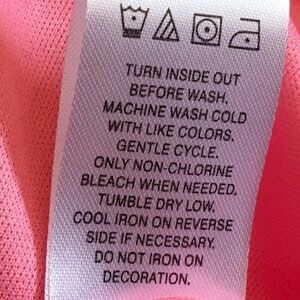 TURN INSIDE OUT
BEFORE WASH.
MACHINE WASH COLD
WITH LIKE COLORS.
GENTLE CYCLE.
ONLY NON-CHLORINE
BLEACH WHEN NEEDED.
TUMBLE DRY LOW.
COOL IRON ON REVERSE
SIDE IF NECESSARY.
DO NOT IRON ON
DECORATION.